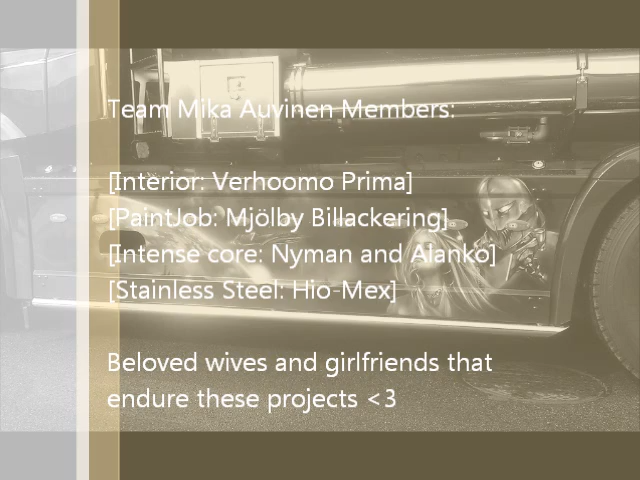 Team Mika Auvinen Members:
[Interior: Verhoomo Prima]
[PaintJob: Mjölby Billackering]
[Intense core: Nyman and Alanko]
[Stainless Steel: Hio-Mex]
Beloved wives and girlfriends that
endure these projects <3